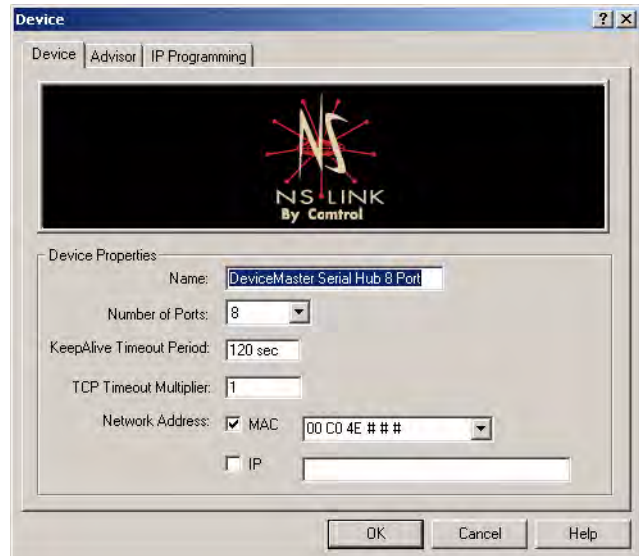 Device
Device Advisor IP Programming
NS
NS LINK
By Comtrol
Device Properties
Name: DeviceMaster Serial Hub 8 Port
Number of Ports: 8
KeepAlive Timeout Period: 120 sec
TCP Timeout Multiplier: 1
Network Address: MAC 00 C0 4E # # #
IP
OK Cancel Help